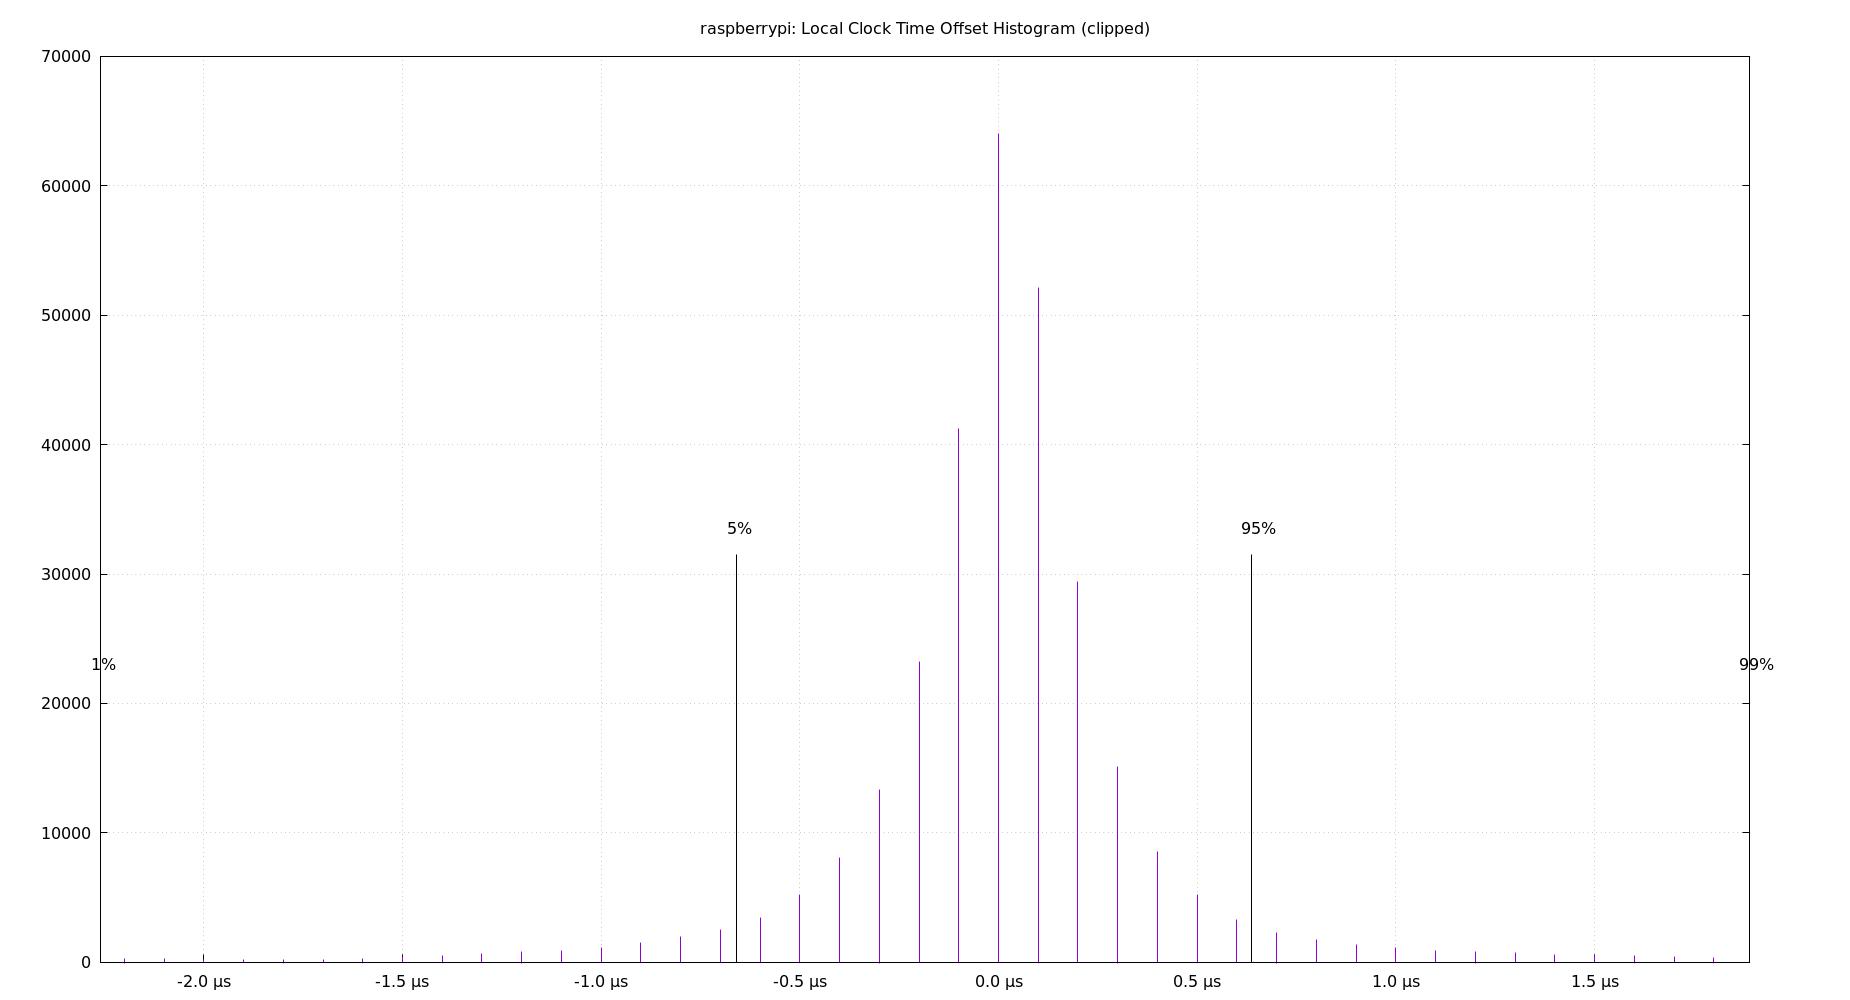 raspberrypi: Local Clock Time Offset Histogram (clipped)
70000
60000
50000
40000
5%
95%
30000
1%
99%
20000
10000
0
-2.0 µs
-1.5 µs
-1.0 µs
-0.5 µs
0.0 µs
0.5 µs
1.0 µs
1.5 µs